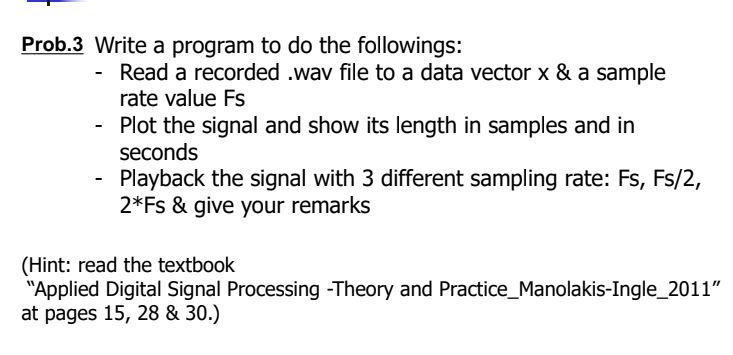 Prob.3 Write a program to do the followings:
- Read a recorded .wav file to a data vector x & a sample
rate value Fs
- Plot the signal and show its length in samples and in
seconds
- Playback the signal with 3 different sampling rate: Fs, Fs/2,
2*Fs & give your remarks
(Hint: read the textbook
“Applied Digital Signal Processing -Theory and Practice_Manolakis-Ingle_2011”
at pages 15, 28 & 30.)